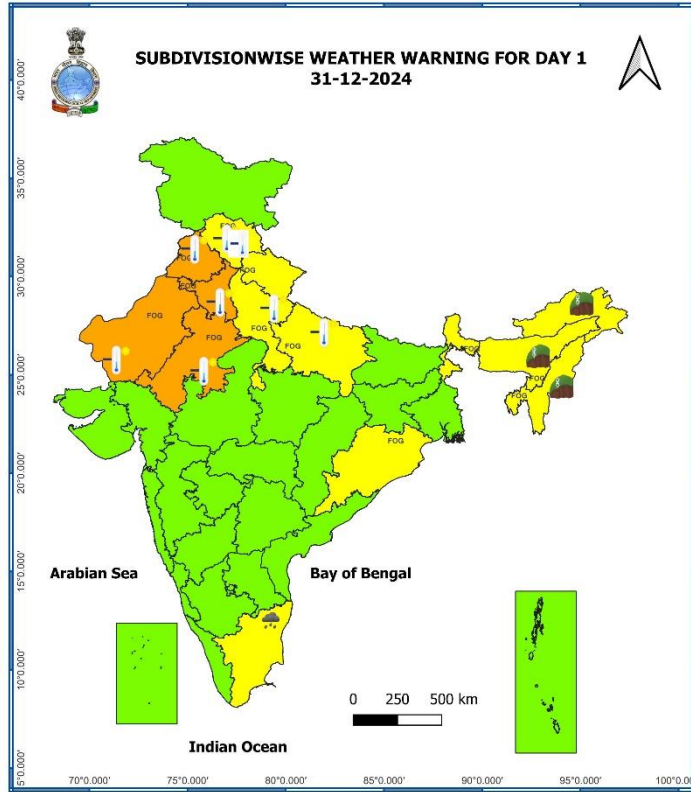 SUBDIVISIONWISE WEATHER WARNING FOR DAY 1
31-12-2024
40°0.000'
35°0.000'
30°0.000'
25°0.000'
20°0.000'
15°0.000'
10°0.000'
5°0.000'
FOG
FOG
FOG
FOG
FOG
FOG
FOG
FOG
FOG
FOG
FOG
Arabian Sea
Bay of Bengal
0 250 500 km
Indian Ocean
70°0.000' 75°0.000' 80°0.000' 85°0.000' 90°0.000' 95°0.000' 100°0.000'